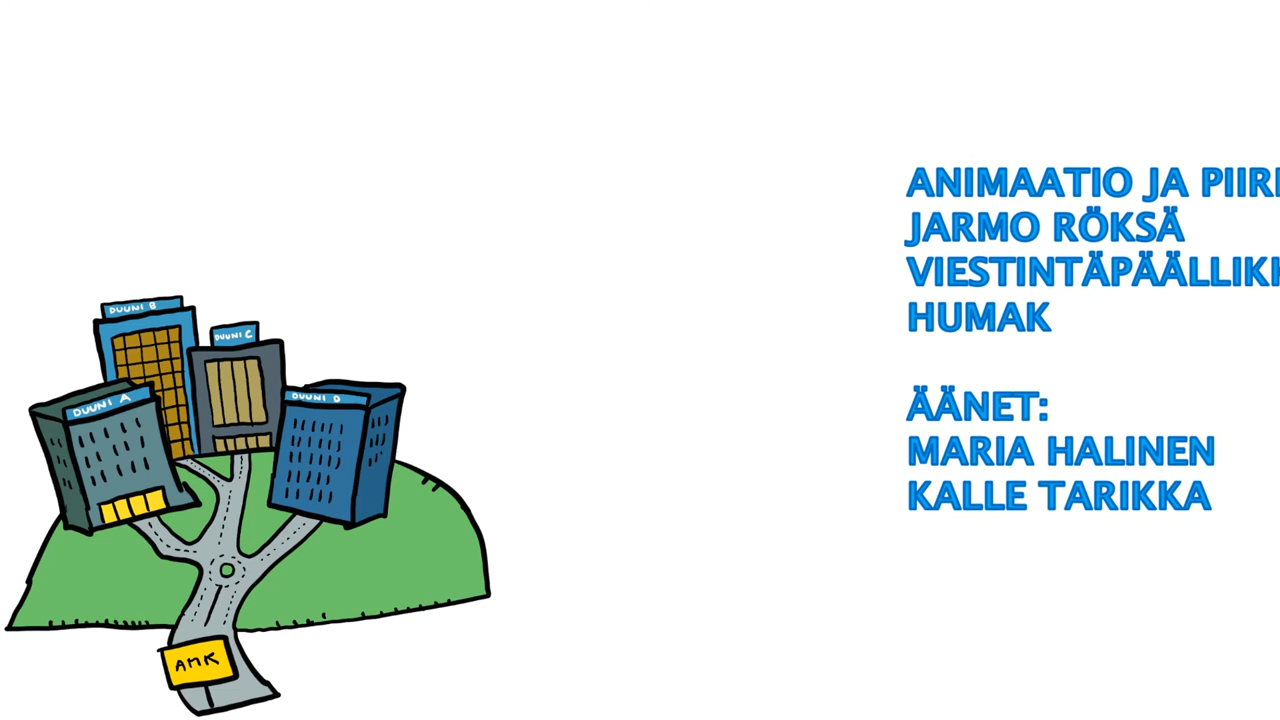 ANIMAATIO JA
JARMO RÖKSÄ
HUMAK
ÄÄNET:
MARIA HALINEN
KALLE TARIKKA
DUUNI B
DUUNI C
DUUNI A
DUUNI D
AMK